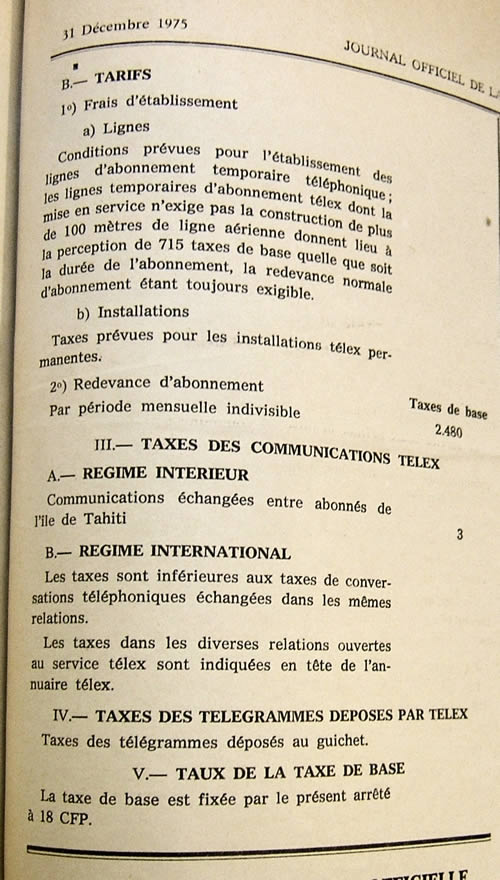 31 Décembre 1975
JOURNAL OFFICIEL DE LA
B.— TARIFS
1º) Frais d'établissement
a) Lignes
Conditions prévues pour l'établissement des
lignes d'abonnement temporaire téléphonique ;
les lignes temporaires d'abonnement télex dont la
mise en service n'exige pas la construction de plus
de 100 mètres de ligne aérienne donnent lieu à
la perception de 715 taxes de base quelle que soit
la durée de l'abonnement, la redevance normale
d'abonnement étant toujours exigible.
b) Installations
Taxes prévues pour les installations télex per-
manentes.
2º) Redevance d'abonnement
Taxes de base
Par période mensuelle indivisible 2.480
III.— TAXES DES COMMUNICATIONS TELEX
A.— REGIME INTERIEUR
Communications échangées entre abonnés de
l'île de Tahiti 3
B.— REGIME INTERNATIONAL
Les taxes sont inférieures aux taxes de conver-
sations téléphoniques échangées dans les mêmes
relations.
Les taxes dans les diverses relations ouvertes
au service télex sont indiquées en tête de l'an-
nuaire télex.
IV.— TAXES DES TELEGRAMMES DEPOSES PAR TELEX
Taxes des télégrammes déposés au guichet.
V.— TAUX DE LA TAXE DE BASE
La taxe de base est fixée par le présent arrêté
à 18 CFP.